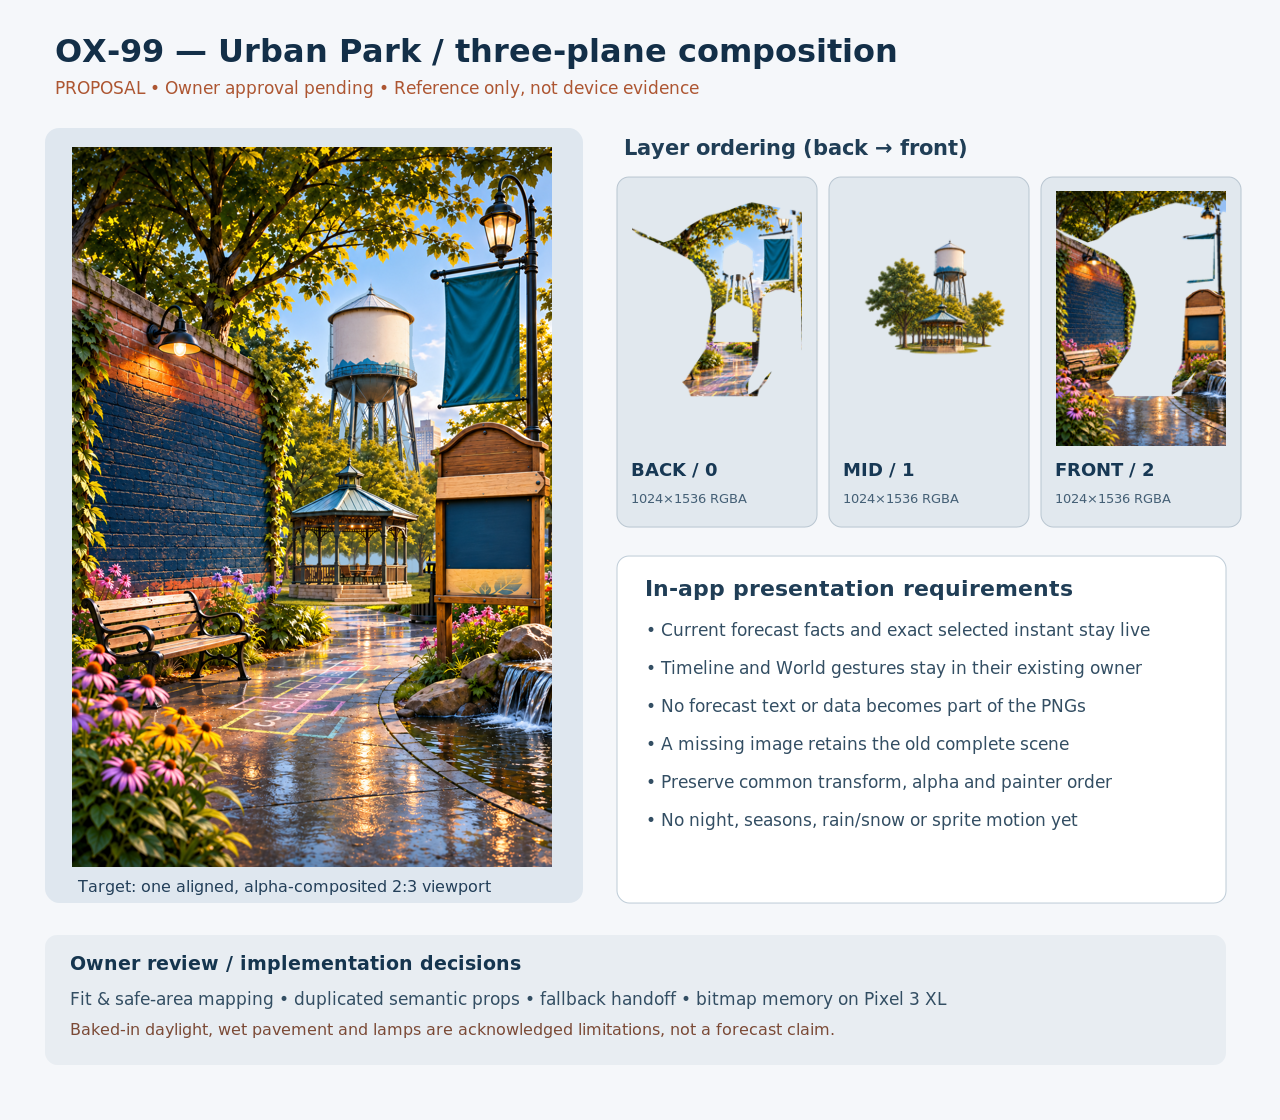 OX-99 — Urban Park / three-plane composition
PROPOSAL • Owner approval pending • Reference only, not device evidence
3
Target: one aligned, alpha-composited 2:3 viewport
Layer ordering (back → front)
BACK / 0
1024×1536 RGBA
MID / 1
1024×1536 RGBA
FRONT / 2
1024×1536 RGBA
In-app presentation requirements
• Current forecast facts and exact selected instant stay live
• Timeline and World gestures stay in their existing owner
• No forecast text or data becomes part of the PNGs
• A missing image retains the old complete scene
• Preserve common transform, alpha and painter order
• No night, seasons, rain/snow or sprite motion yet
Owner review / implementation decisions
Fit & safe-area mapping • duplicated semantic props • fallback handoff • bitmap memory on Pixel 3 XL
Baked-in daylight, wet pavement and lamps are acknowledged limitations, not a forecast claim.